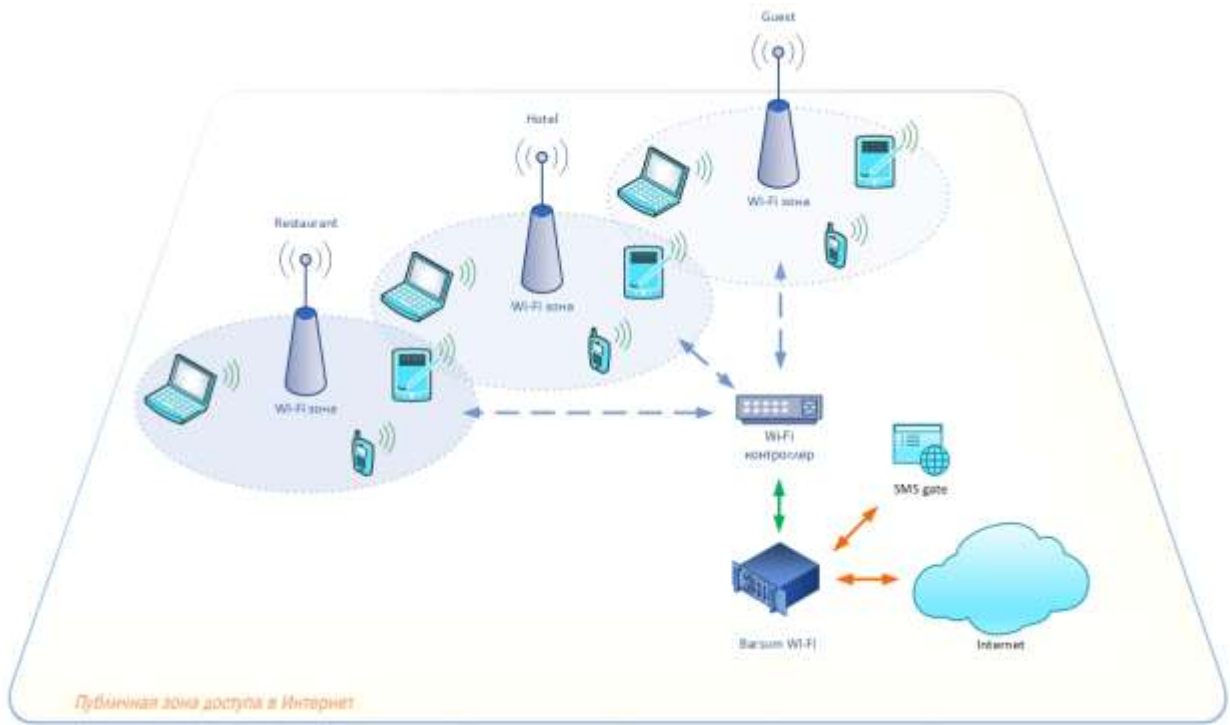 Guest
Hotel
Wi-Fi зона
Restaurant
Wi-Fi зона
Wi-Fi зона
Wi-Fi
контроллер
SMS gate
Barsum WI-FI
Internet
Публичная зона доступа в Интернет